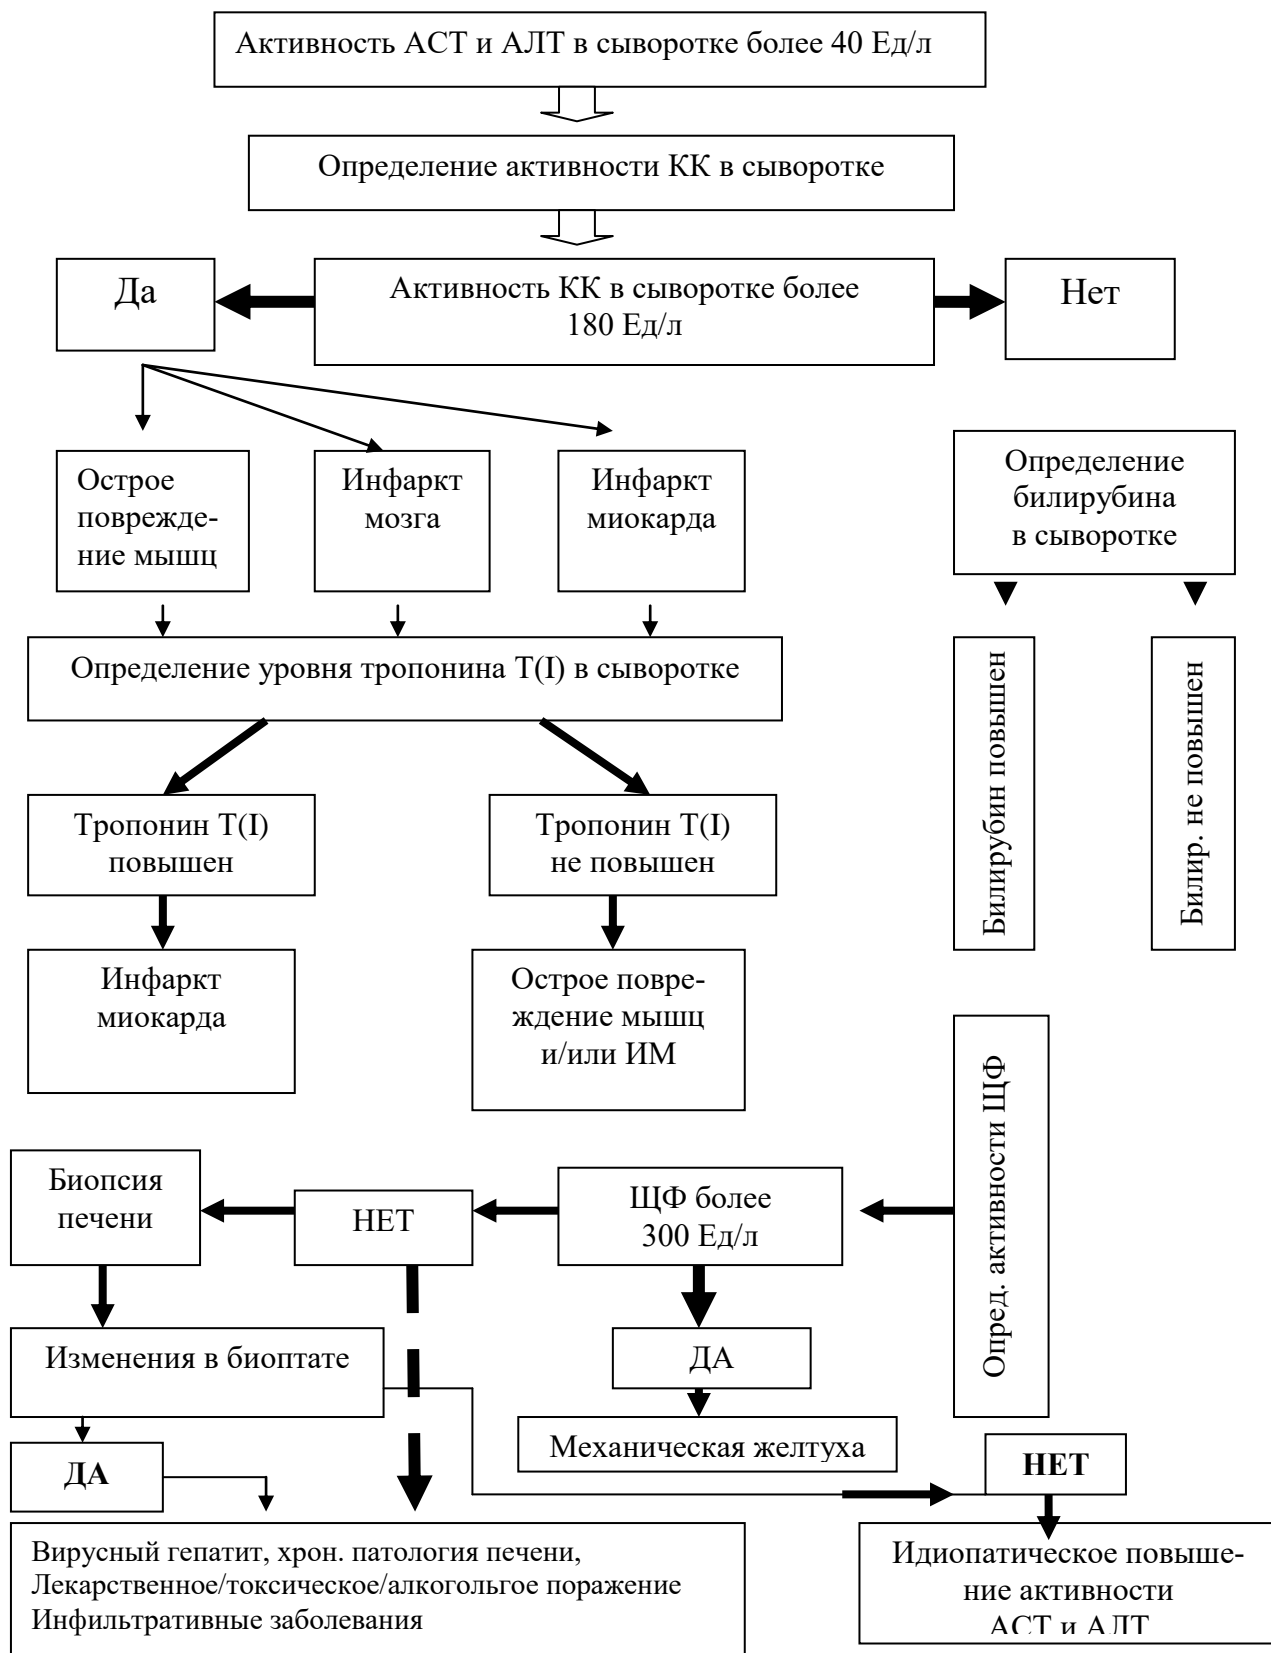 Активность АСТ и АЛТ в сыворотке более 40 Ед/л
Определение активности КК в сыворотке
Да
Активность КК в сыворотке более
180 Ед/л
Нет
Острое
поврежде-
ние мышц
Инфаркт
мозга
Инфаркт
миокарда
Определение
билирубина
в сыворотке
Определение уровня тропонина Т(I) в сыворотке
Билирубин повышен
Билир. не повышен
Тропонин Т(I)
повышен
Тропонин Т(I)
не повышен
Инфаркт
миокарда
Острое повре-
ждение мышц
и/или ИМ
Опред. активности ЩФ
Биопсия
печени
НЕТ
ЩФ более
300 Ед/л
Изменения в биоптате
ДА
Механическая желтуха
ДА
НЕТ
Вирусный гепатит, хрон. патология печени,
Лекарственное/токсическое/алкогольгое поражение
Инфильтративные заболевания
Идиопатическое повыше-
ние активности
АСТ и АЛТ